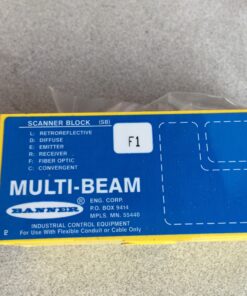 SCANNER BLOCK (SB)
L: RETROREFLECTIVE
D: DIFFUSE
E: EMITTER
R: RECEIVER
F: FIBER OPTIC
C: CONVERGENT
F1
MULTI-BEAM
BANNER
ENG. CORP.
P.O. BOX 9414
MPLS. MN. 55440
INDUSTRIAL CONTROL EQUIPMENT
For Use With Flexible Conduit or Cable Only